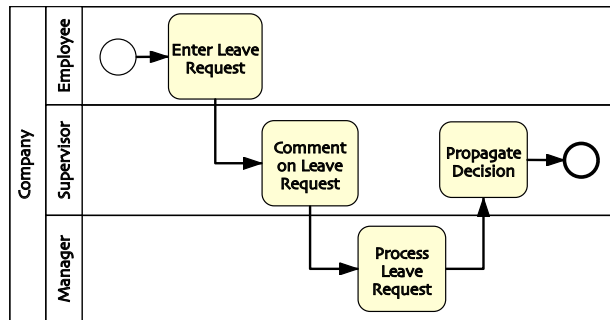 Company
Employee
Enter Leave
Request
Supervisor
Comment
on Leave
Request
Propagate
Decision
Manager
Process
Leave
Request